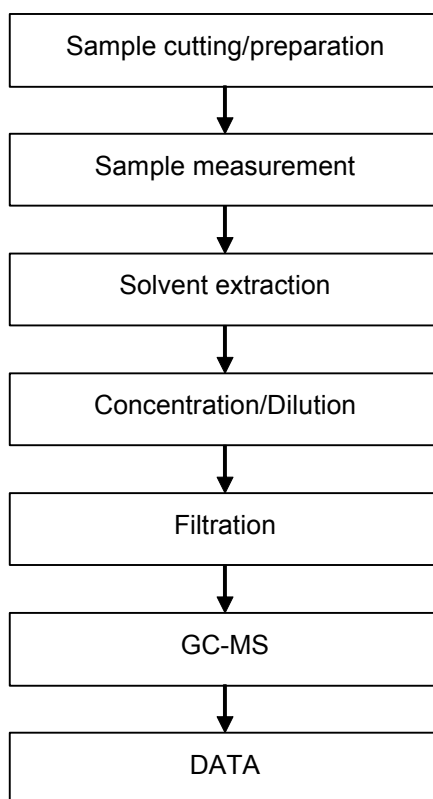 Sample cutting/preparation
Sample measurement
Solvent extraction
Concentration/Dilution
Filtration
GC-MS
DATA